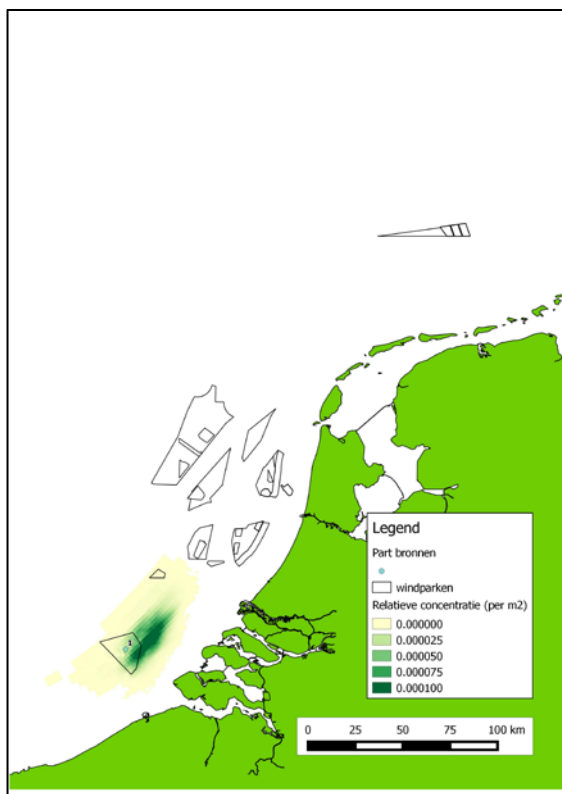 1
Legend
Part bronnen
windparken
Relatieve concentratie (per m2)
0.000000
0.000025
0.000050
0.000075
0.000100
0 25 50 75 100 km